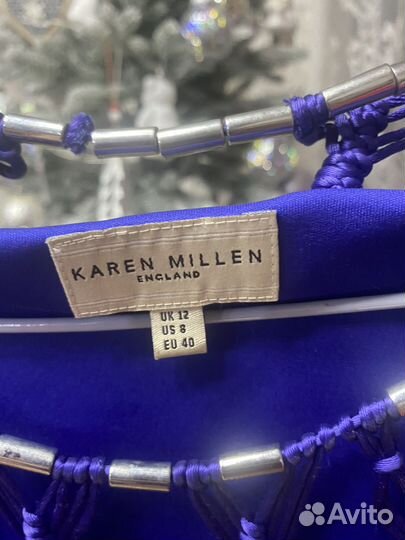 KAREN MILLEN
ENGLAND
UK 12
US 8
EU 40
Avito